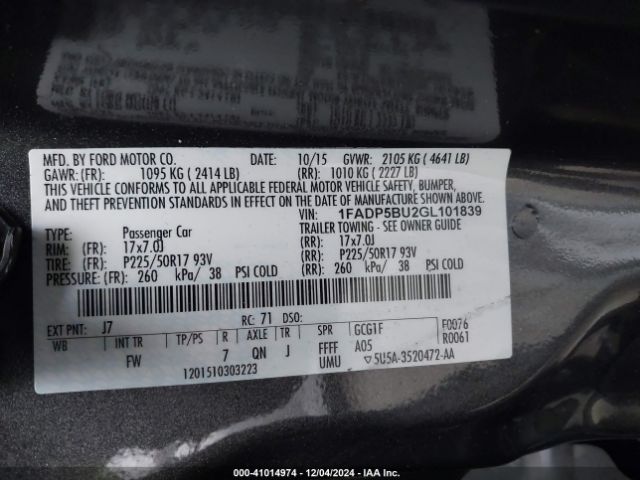 MFD. BY FORD MOTOR CO. DATE: 10/15 GVWR: 2105 KG ( 4641 LB)
GAWR: (FR): 1095 KG ( 2414 LB) (RR): 1010 KG ( 2227 LB)
THIS VEHICLE CONFORMS TO ALL APPLICABLE FEDERAL MOTOR VEHICLE SAFETY, BUMPER,
AND THEFT PREVENTION STANDARDS IN EFFECT ON THE DATE OF MANUFACTURE SHOWN ABOVE.
VIN: 1FADP5BU2GL101839
TYPE: Passenger Car TRAILER TOWING - SEE OWNER GUIDE
RIM: (FR): 17x7.0J (RR): 17x7.0J
TIRE: (FR): P225/50R17 93V (RR): P225/50R17 93V
PRESSURE: (FR): 260 kPa/ 38 PSI COLD (RR): 260 kPa/ 38 PSI COLD
EXT PNT: J7 RC: 71 DSO: F0076
WB INT TR TP/PS R AXLE TR SPR GCG1F R0061
FW 7 QN J FFFF A05
1201510303223 UMU ▽5U5A-3520472-AA
000-41014974 - 12/04/2024 - IAA Inc.